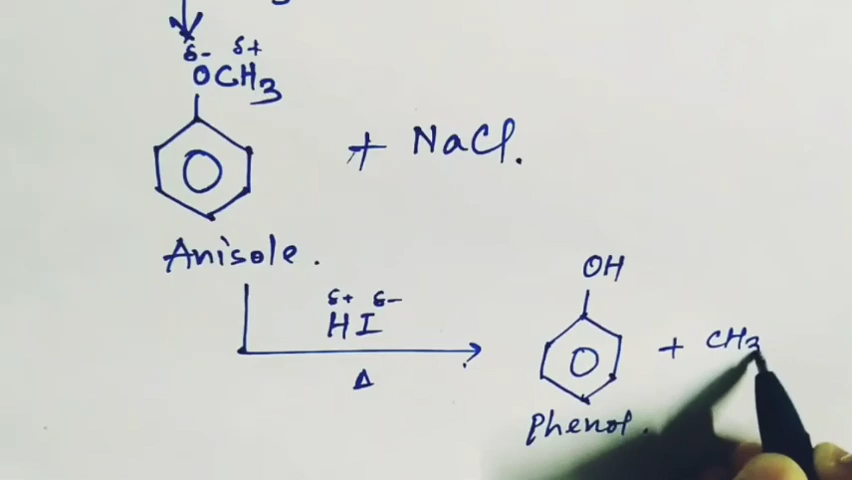 δ- δ+
OCH3
+ NaCl.
Anisole.
OH
δ+ δ-
HI
+ CH3
Δ
Phenol.